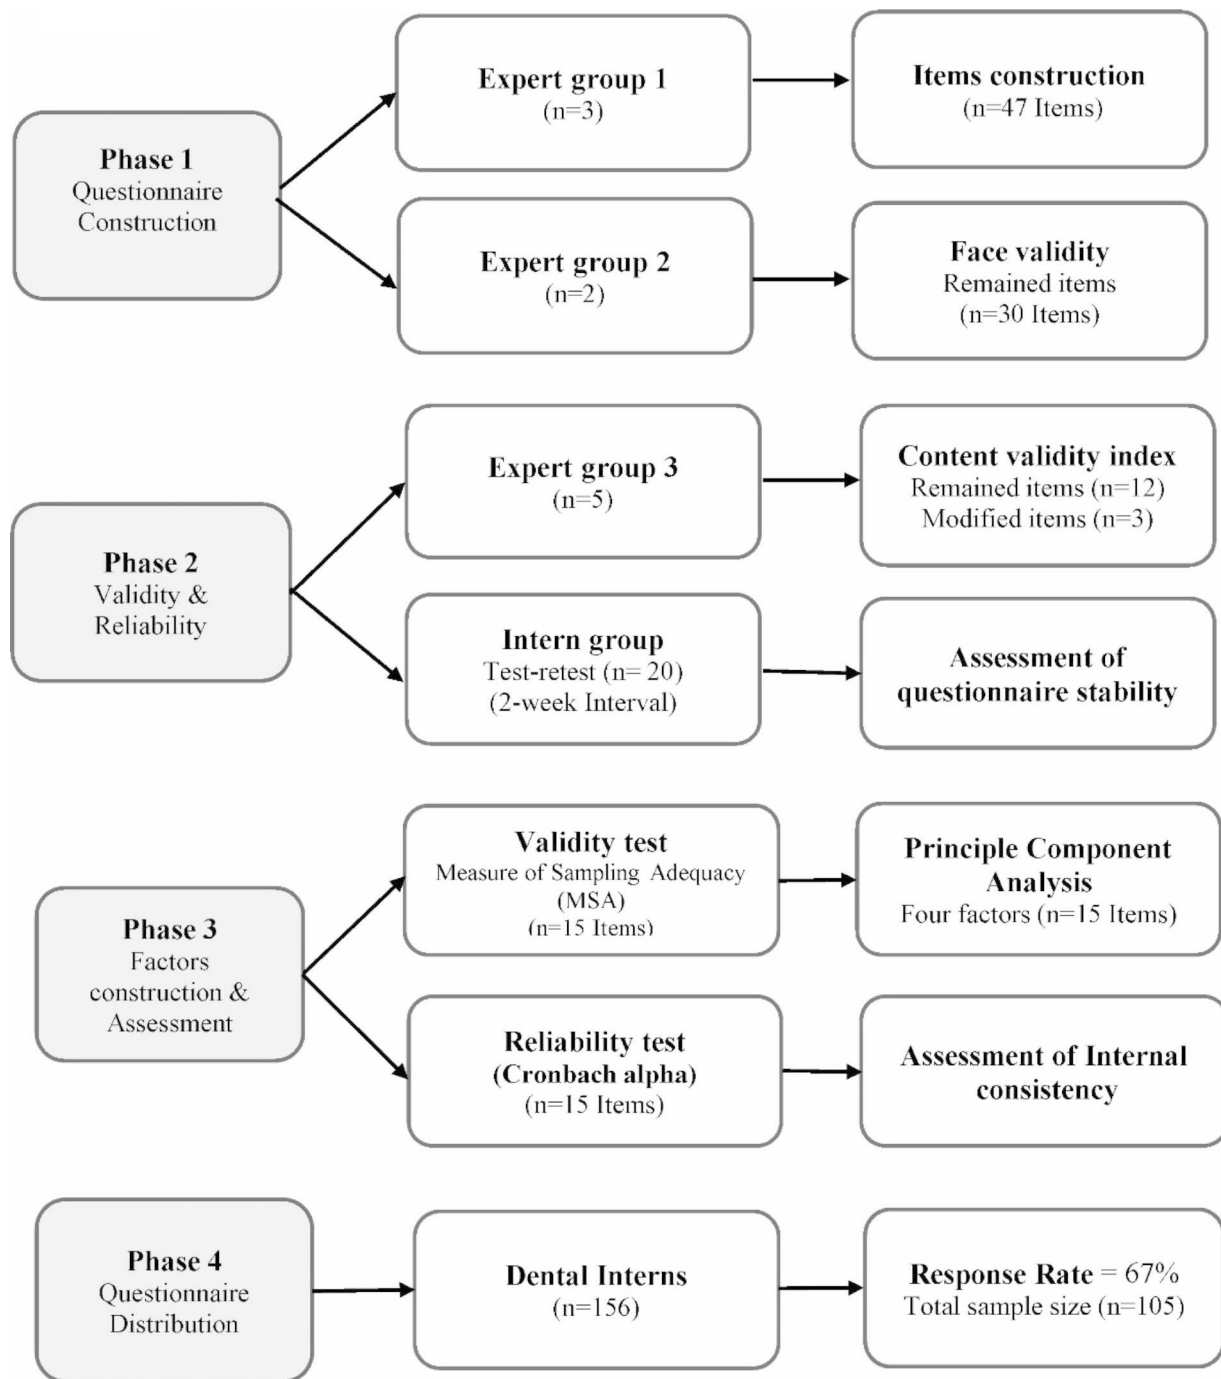 Phase 1
Questionnaire
Construction
Expert group 1
(n=3)
Items construction
(n=47 Items)
Expert group 2
(n=2)
Face validity
Remained items
(n=30 Items)
Phase 2
Validity &
Reliability
Expert group 3
(n=5)
Content validity index
Remained items (n=12)
Modified items (n=3)
Intern group
Test-retest (n= 20)
(2-week Interval)
Assessment of
questionnaire stability
Phase 3
Factors
construction &
Assessment
Validity test
Measure of Sampling Adequacy
(MSA)
(n=15 Items)
Principle Component
Analysis
Four factors (n=15 Items)
Reliability test
(Cronbach alpha)
(n=15 Items)
Assessment of Internal
consistency
Phase 4
Questionnaire
Distribution
Dental Interns
(n=156)
Response Rate = 67%
Total sample size (n=105)